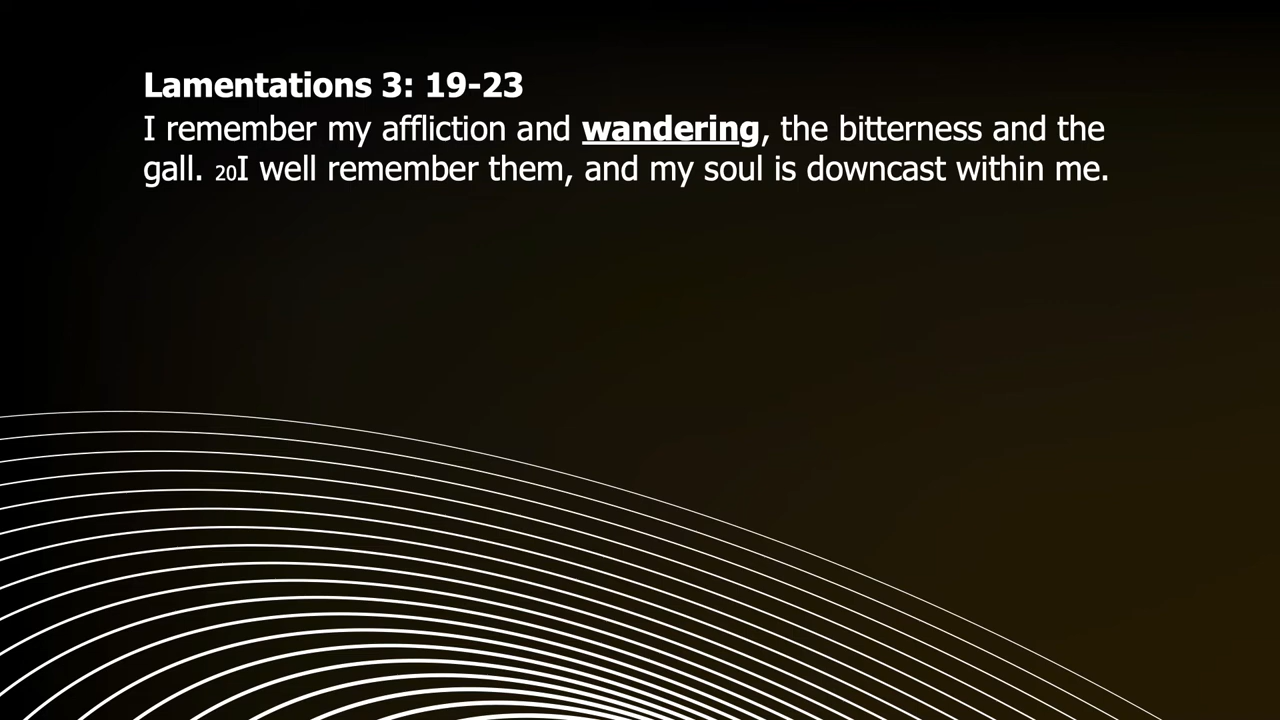 Lamentations 3: 19-23
I remember my affliction and wandering, the bitterness and the
gall. 20I well remember them, and my soul is downcast within me.